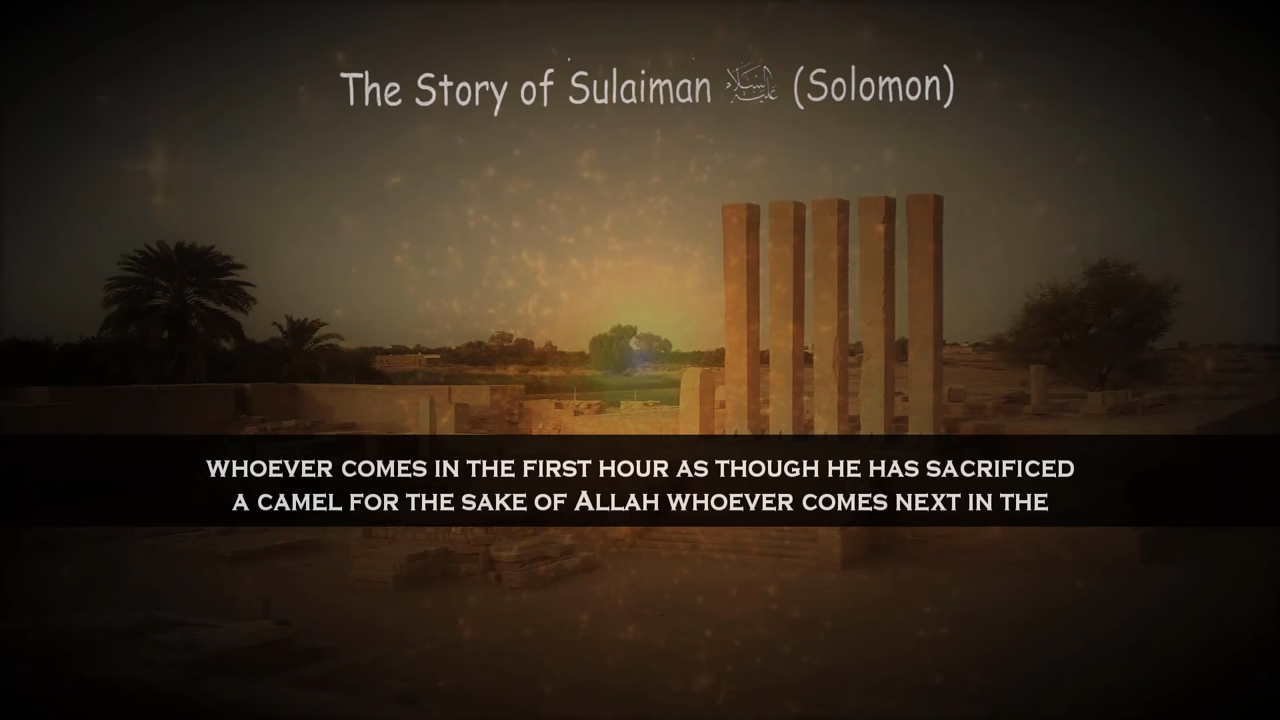 The Story of Sulaiman عليه السلام (Solomon)
WHOEVER COMES IN THE FIRST HOUR AS THOUGH HE HAS SACRIFICED
A CAMEL FOR THE SAKE OF ALLAH WHOEVER COMES NEXT IN THE